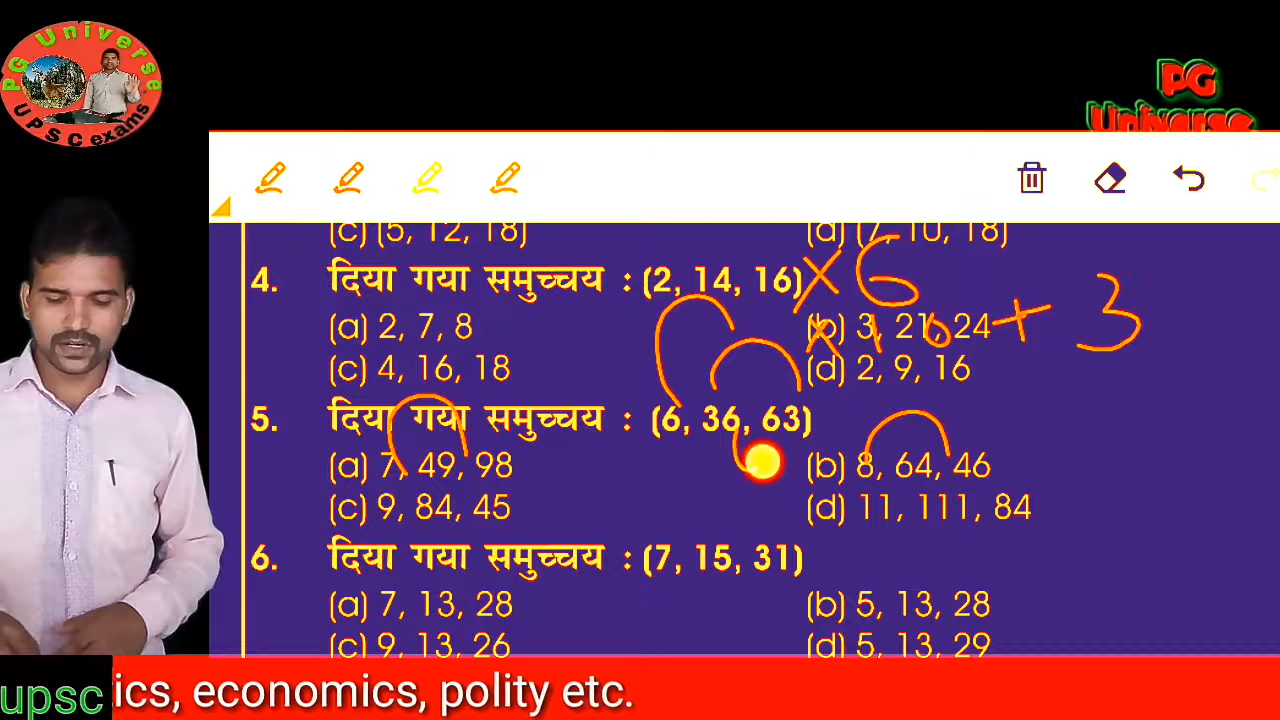 PG Universe
UPSC exams
PG
Universe
(c) (5, 12, 18) (d) (7, 10, 18)
4. दिया गया समुच्चय : (2, 14, 16) × 6
(a) 2, 7, 8 (b) 3, 21, 24 + 3
(c) 4, 16, 18 (d) 2, 9, 16
5. दिया गया समुच्चय : (6, 36, 63)
(a) 7, 49, 98 (b) 8, 64, 46
(c) 9, 84, 45 (d) 11, 111, 84
6. दिया गया समुच्चय : (7, 15, 31)
(a) 7, 13, 28 (b) 5, 13, 28
(c) 9, 13, 26 (d) 5, 13, 29
upsc tics, economics, polity etc.